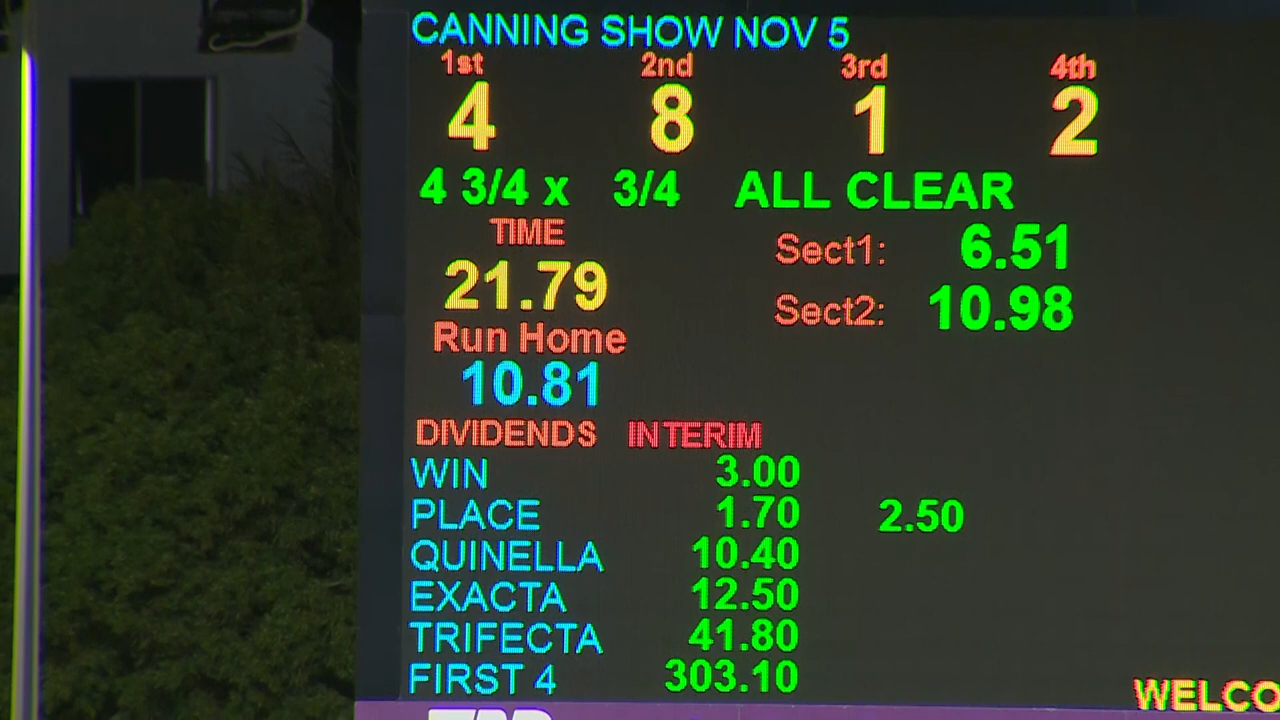 CANNING SHOW NOV 5
1st 2nd 3rd 4th
4 8 1 2
4 3/4 x 3/4 ALL CLEAR
TIME
21.79
Sect1: 6.51
Sect2: 10.98
Run Home
10.81
DIVIDENDS INTERIM
WIN 3.00
PLACE 1.70 2.50
QUINELLA 10.40
EXACTA 12.50
TRIFECTA 41.80
FIRST 4 303.10
WELCO